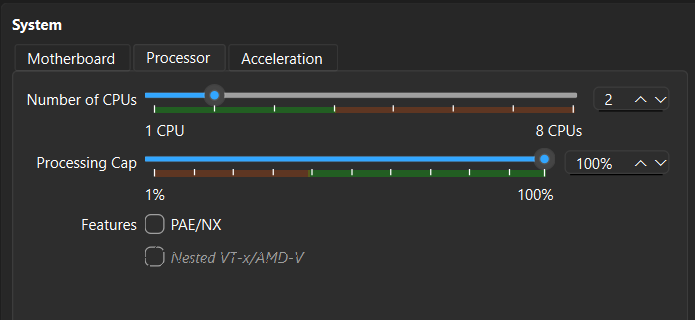 System
Motherboard Processor Acceleration
Number of CPUs 2
1 CPU 8 CPUs
Processing Cap 100%
1% 100%
Features PAE/NX
Nested VT-x/AMD-V